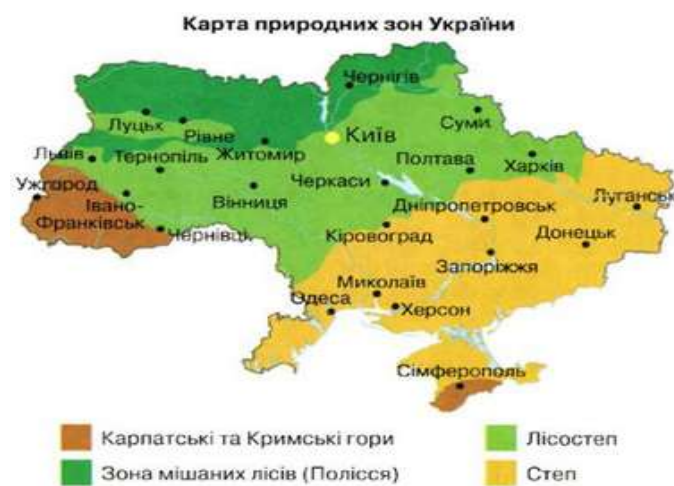 Карта природних зон України
Чернігів
Луцьк
Рівне
Київ
Суми
Львів
Тернопіль
Житомир
Полтава
Харків
Ужгород
Черкаси
Івано-
Франківськ
Вінниця
Луганськ
Дніпропетровськ
Чернівці
Кіровоград
Донецьк
Запоріжжя
Миколаїв
Одеса
Херсон
Сімферополь
Карпатські та Кримські гори
Лісостеп
Зона мішаних лісів (Полісся)
Степ